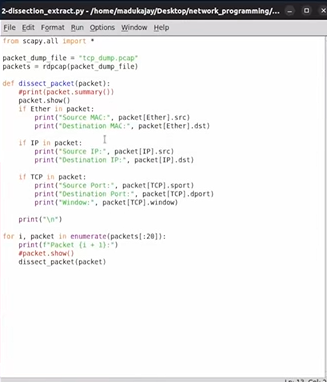 2-dissection_extract.py - /home/madukajay/Desktop/network_programming/...
File Edit Format Run Options Window Help
from scapy.all import *
packet_dump_file = "tcp_dump.pcap"
packets = rdpcap(packet_dump_file)
def dissect_packet(packet):
    #print(packet.summary())
    packet.show()
    if Ether in packet:
        print("Source MAC:", packet[Ether].src)
        print("Destination MAC:", packet[Ether].dst)
    if IP in packet:
        print("Source IP:", packet[IP].src)
        print("Destination IP:", packet[IP].dst)
    if TCP in packet:
        print("Source Port:", packet[TCP].sport)
        print("Destination Port:", packet[TCP].dport)
        print("Window:", packet[TCP].window)
    print("\n")
for i, packet in enumerate(packets[:20]):
    print(f"Packet {i + 1}:")
    #packet.show()
    dissect_packet(packet)